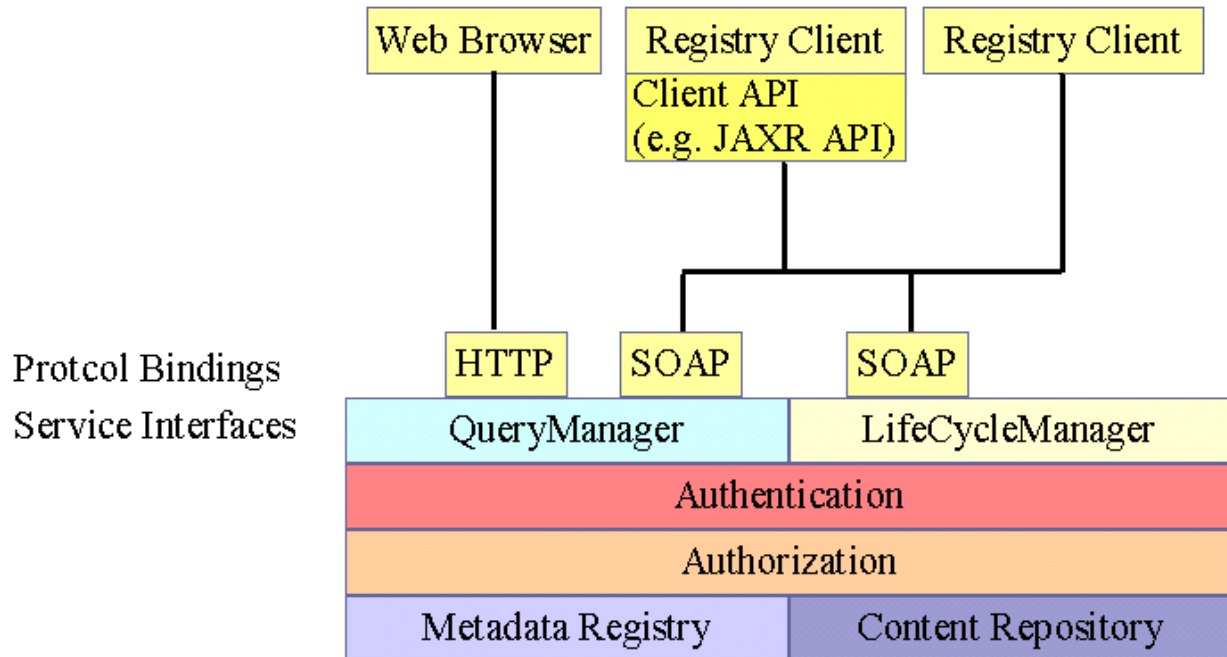 Web Browser
Registry Client
Registry Client
Client API
(e.g. JAXR API)
Protcol Bindings
HTTP
SOAP
SOAP
Service Interfaces
QueryManager
LifeCycleManager
Authentication
Authorization
Metadata Registry
Content Repository